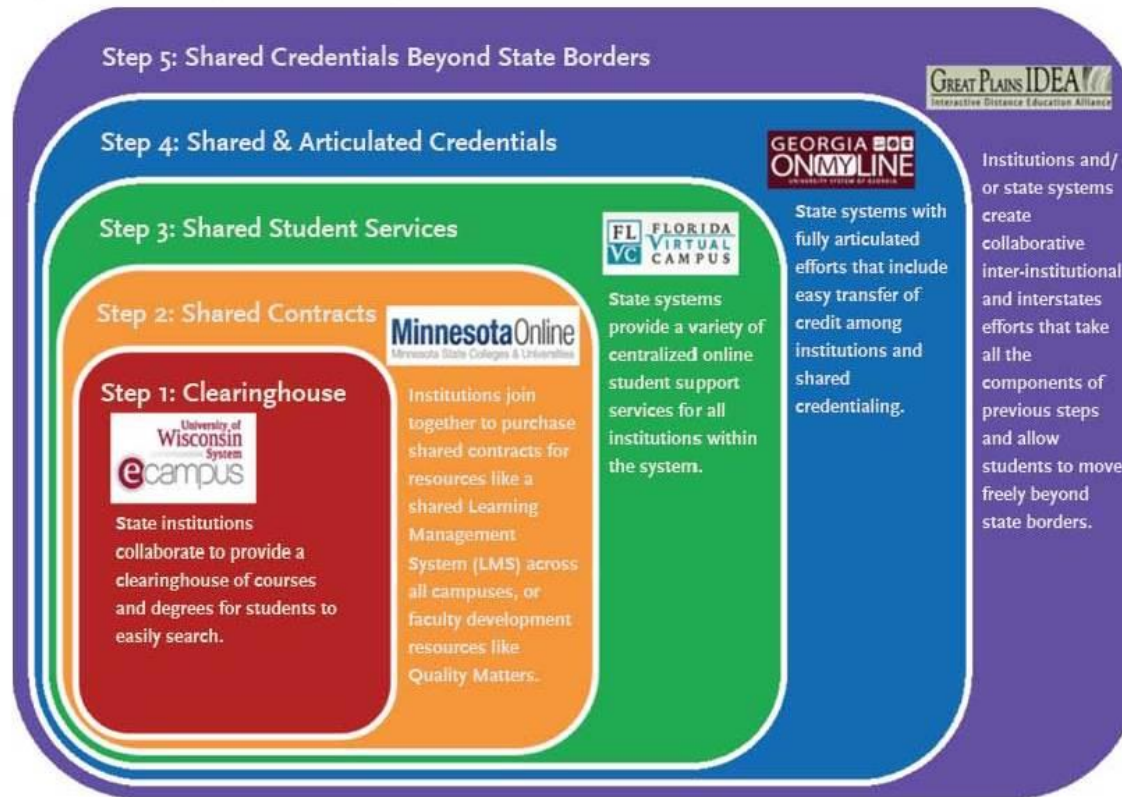 Step 5: Shared Credentials Beyond State Borders
GREAT PLAINS IDEA
Interactive Distance Education Alliance
Institutions and/
or state systems
create
collaborative
inter-institutional
and interstates
efforts that take
all the
components of
previous steps
and allow
students to move
freely beyond
state borders.
Step 4: Shared & Articulated Credentials
GEORGIA
ONMYLINE
UNIVERSITY SYSTEM OF GEORGIA
State systems with
fully articulated
efforts that include
easy transfer of
credit among
institutions and
shared
credentialing.
Step 3: Shared Student Services
FL
VC
FLORIDA
VIRTUAL
CAMPUS
State systems
provide a variety of
centralized online
student support
services for all
institutions within
the system.
Step 2: Shared Contracts
Minnesota Online
Minnesota State Colleges & Universities
Institutions join
together to purchase
shared contracts for
resources like a
shared Learning
Management
System (LMS) across
all campuses, or
faculty development
resources like
Quality Matters.
Step 1: Clearinghouse
University of
Wisconsin
System
ecampus
State institutions
collaborate to provide a
clearinghouse of courses
and degrees for students to
easily search.